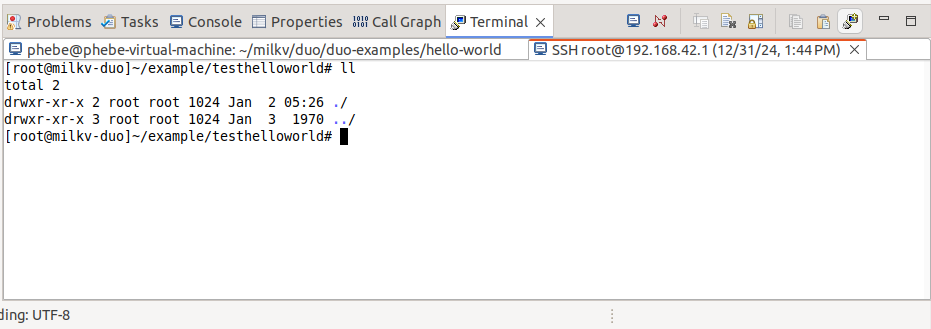 Problems Tasks Console Properties Call Graph Terminal
phebe@phebe-virtual-machine: ~/milkv/duo/duo-examples/hello-world SSH root@192.168.42.1 (12/31/24, 1:44 PM)
[root@milkv-duo]~/example/testhelloworld# ll
total 2
drwxr-xr-x 2 root root 1024 Jan  2 05:26 ./
drwxr-xr-x 3 root root 1024 Jan  3  1970 ../
[root@milkv-duo]~/example/testhelloworld#
ding: UTF-8